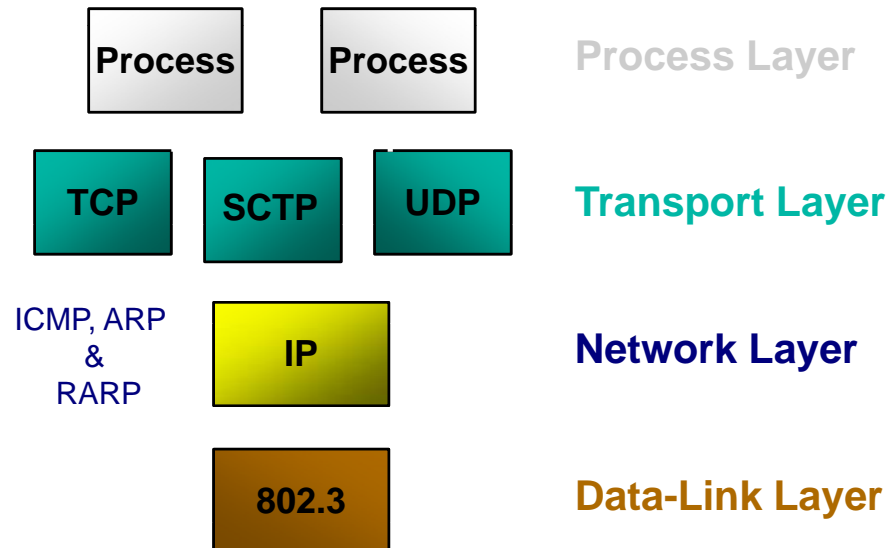 Process
Process
Process Layer
TCP
SCTP
UDP
Transport Layer
ICMP, ARP
&
RARP
IP
Network Layer
802.3
Data-Link Layer